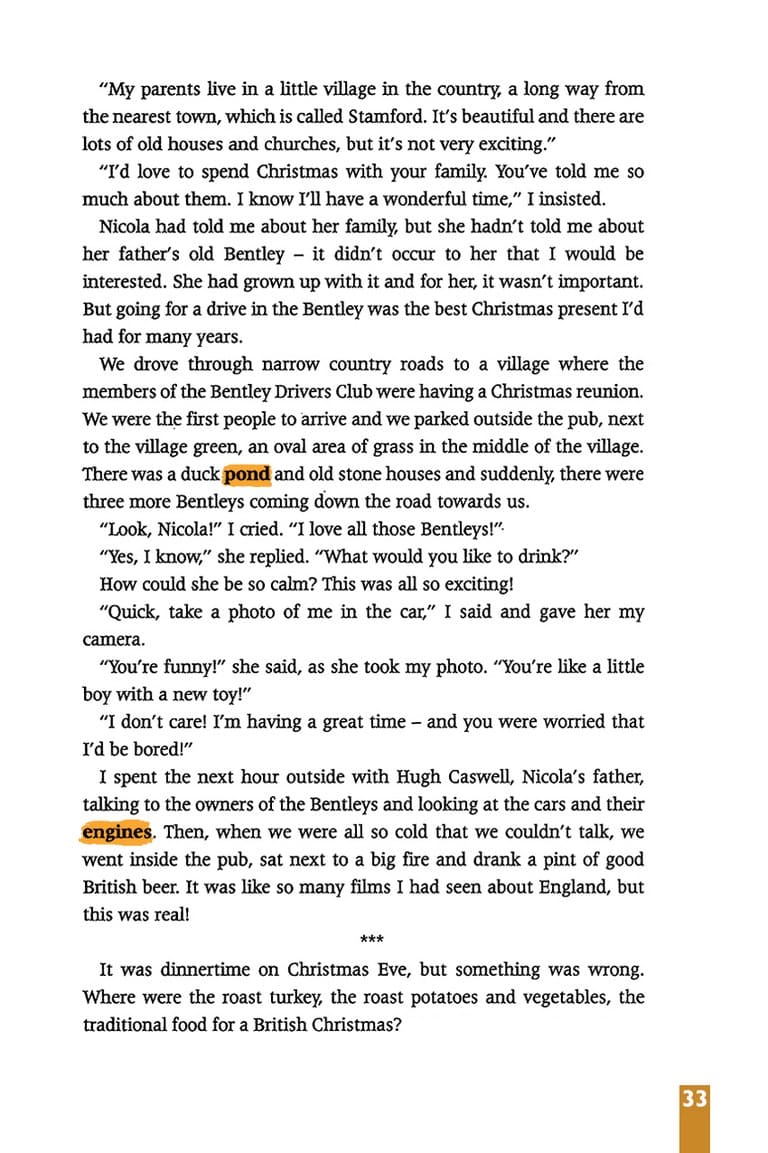 “My parents live in a little village in the country, a long way from
the nearest town, which is called Stamford. It’s beautiful and there are
lots of old houses and churches, but it’s not very exciting.”
“I’d love to spend Christmas with your family. You’ve told me so
much about them. I know I’ll have a wonderful time,” I insisted.
Nicola had told me about her family, but she hadn’t told me about
her father’s old Bentley – it didn’t occur to her that I would be
interested. She had grown up with it and for her, it wasn’t important.
But going for a drive in the Bentley was the best Christmas present I’d
had for many years.
We drove through narrow country roads to a village where the
members of the Bentley Drivers Club were having a Christmas reunion.
We were the first people to arrive and we parked outside the pub, next
to the village green, an oval area of grass in the middle of the village.
There was a duck pond and old stone houses and suddenly, there were
three more Bentleys coming down the road towards us.
“Look, Nicola!” I cried. “I love all those Bentleys!”
“Yes, I know,” she replied. “What would you like to drink?”
How could she be so calm? This was all so exciting!
“Quick, take a photo of me in the car,” I said and gave her my
camera.
“You’re funny!” she said, as she took my photo. “You’re like a little
boy with a new toy!”
“I don’t care! I’m having a great time – and you were worried that
I’d be bored!”
I spent the next hour outside with Hugh Caswell, Nicola’s father,
talking to the owners of the Bentleys and looking at the cars and their
engines. Then, when we were all so cold that we couldn’t talk, we
went inside the pub, sat next to a big fire and drank a pint of good
British beer. It was like so many films I had seen about England, but
this was real!
***
It was dinnertime on Christmas Eve, but something was wrong.
Where were the roast turkey, the roast potatoes and vegetables, the
traditional food for a British Christmas?
33